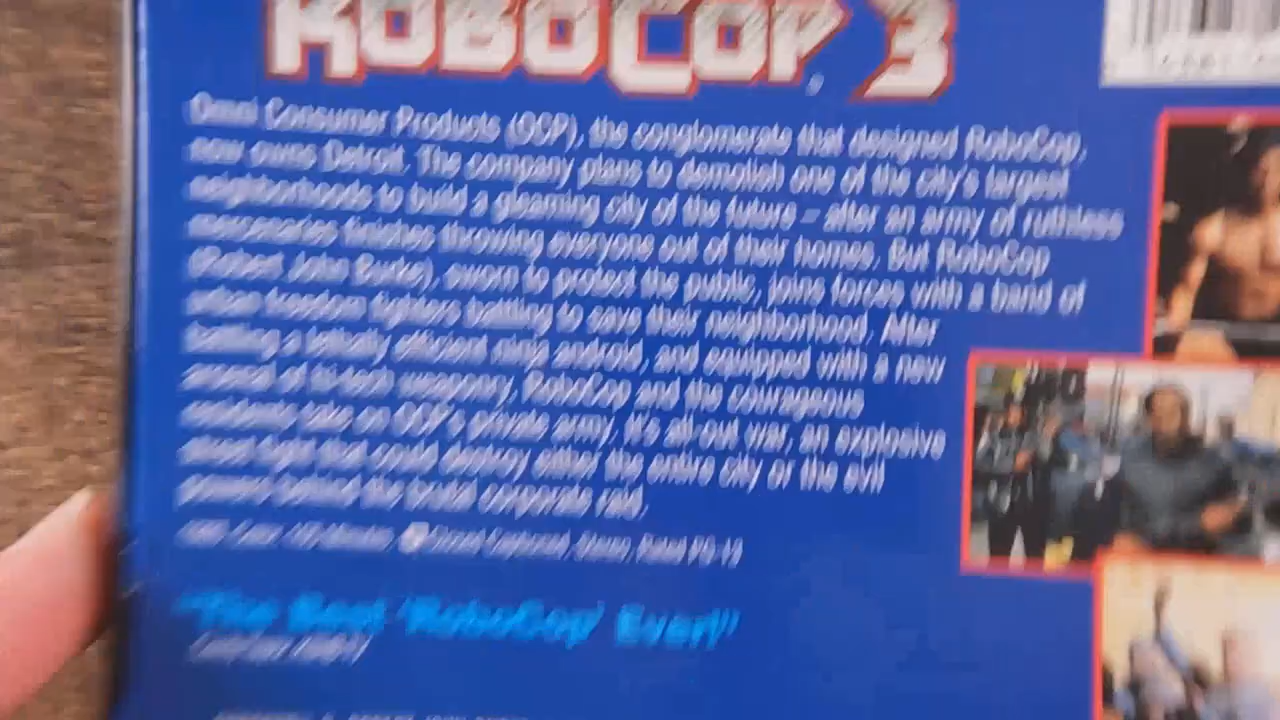 ROBOCOP 3
Omni Consumer Products (OCP), the conglomerate that designed RoboCop,
now owns Detroit. The company plans to demolish one of the city's largest
neighborhoods to build a gleaming city of the future – after an army of ruthless
mercenaries finishes throwing everyone out of their homes. But RoboCop
(Robert John Burke), sworn to protect the public, joins forces with a band of
urban freedom fighters battling to save their neighborhood. After
battling a lethally efficient ninja android, and equipped with a new
arsenal of hi-tech weaponry, RoboCop and the courageous
residents take on OCP's private army. It's all-out war, an explosive
street fight that could destroy either the entire city or the evil
powers behind the brutal corporate raid.
Closed Captioned, Stereo, Rated PG-13
"The Best 'RoboCop' Ever!"